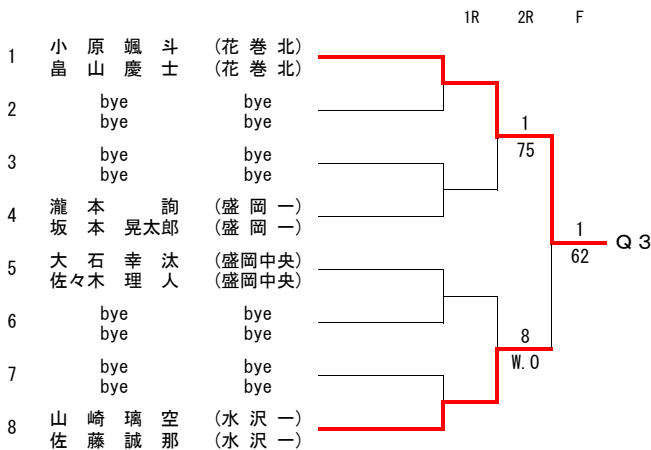 1R 2R F
1 小原 颯斗 (花巻北)
畠山 慶士 (花巻北)
2 bye bye
bye bye
1
75
3 bye bye
bye bye
4 瀧本 詢 (盛岡一)
坂本 晃太郎 (盛岡一)
1
62
Q3
5 大石 幸汰 (盛岡中央)
佐々木 理人 (盛岡中央)
6 bye bye
bye bye
8
W.O
7 bye bye
bye bye
8 山崎 璃空 (水沢一)
佐藤 誠那 (水沢一)